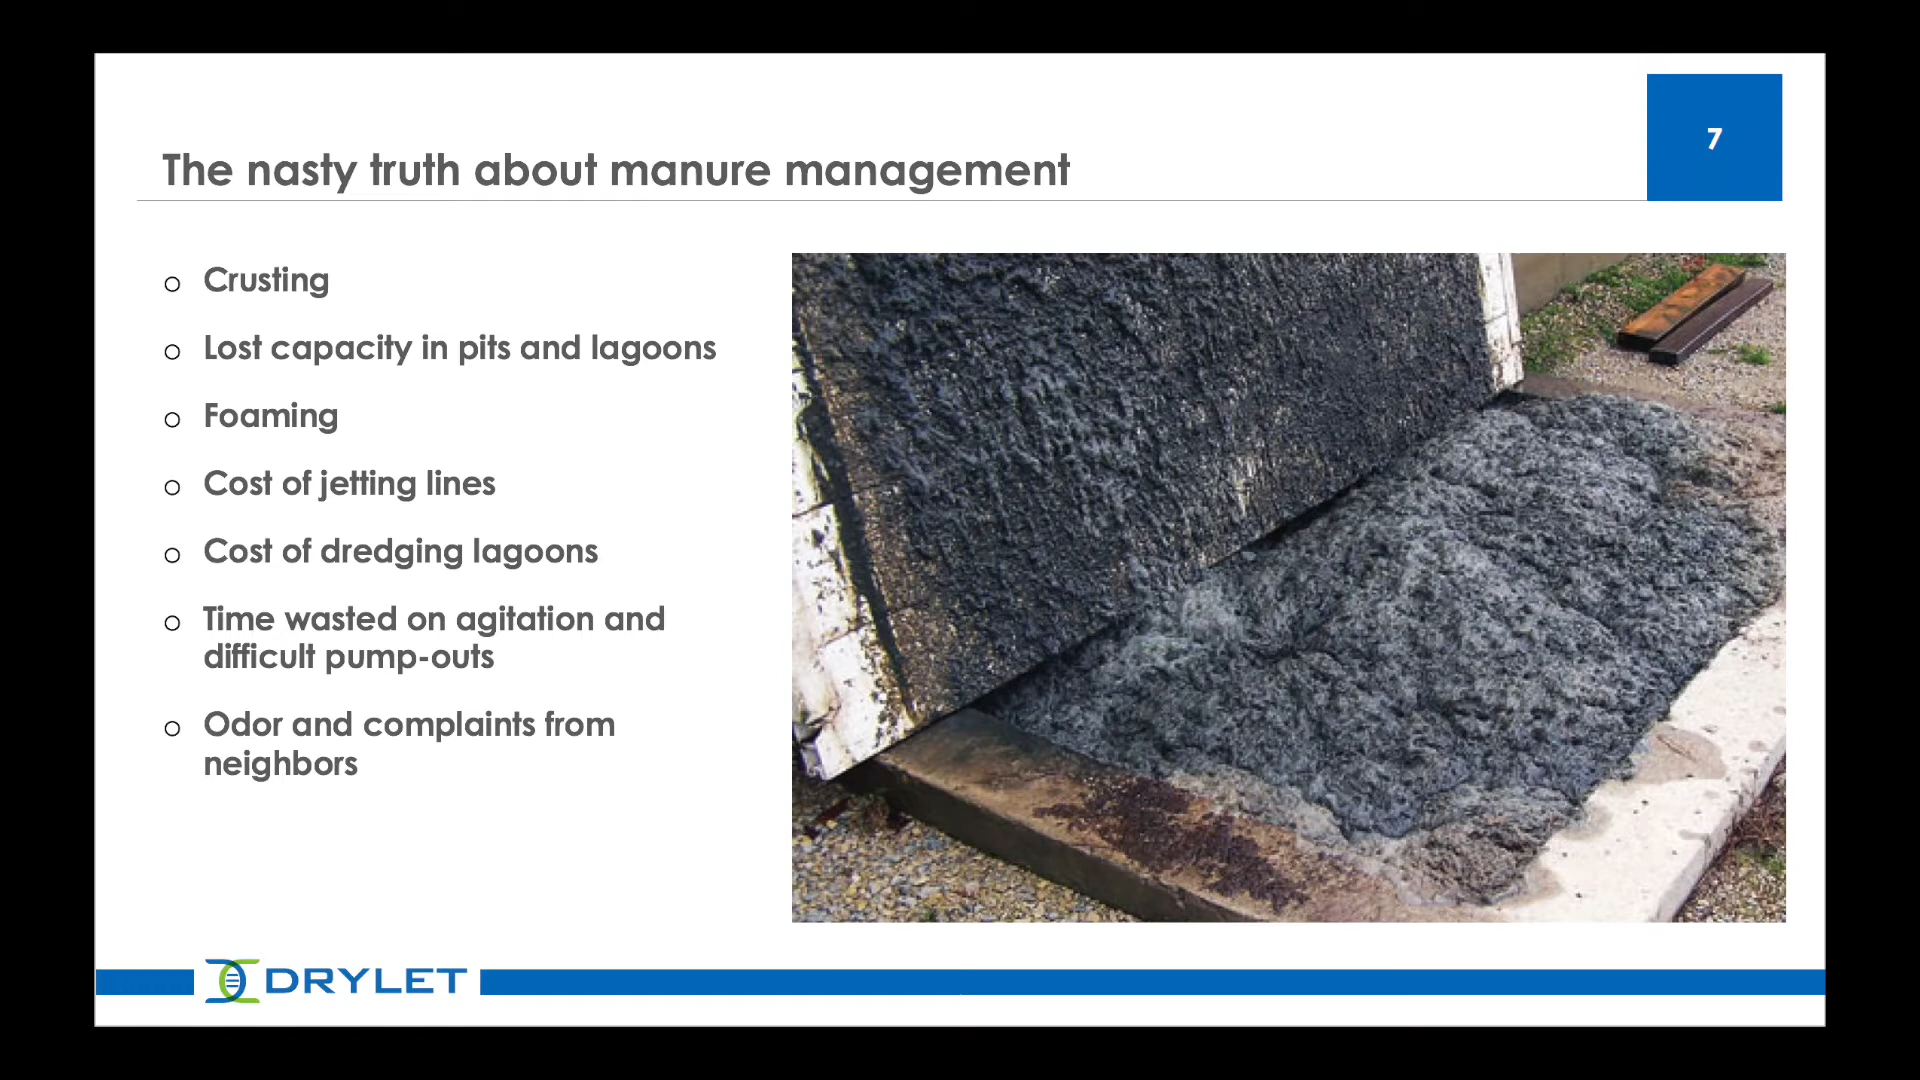 The nasty truth about manure management
7
Crusting
Lost capacity in pits and lagoons
Foaming
Cost of jetting lines
Cost of dredging lagoons
Time wasted on agitation and
difficult pump-outs
Odor and complaints from
neighbors
DRYLET